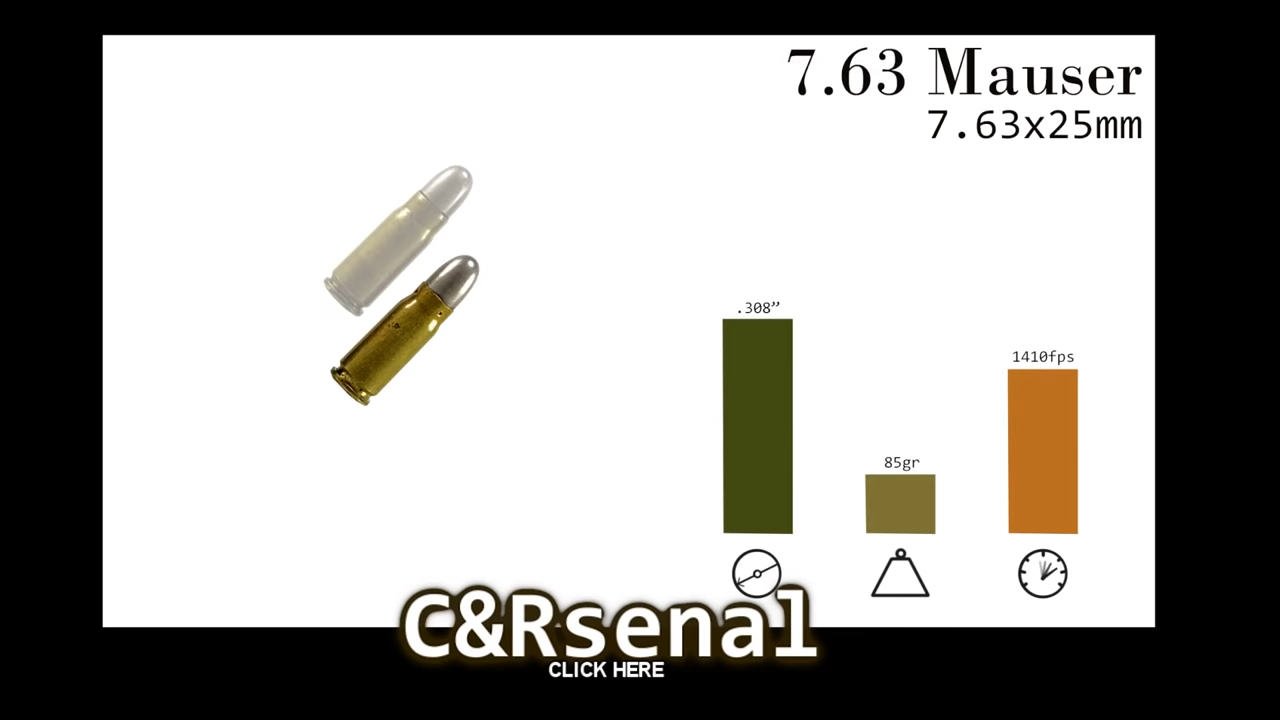 7.63 Mauser
7.63x25mm
.308”
1410fps
85gr
C&Rsenal
CLICK HERE